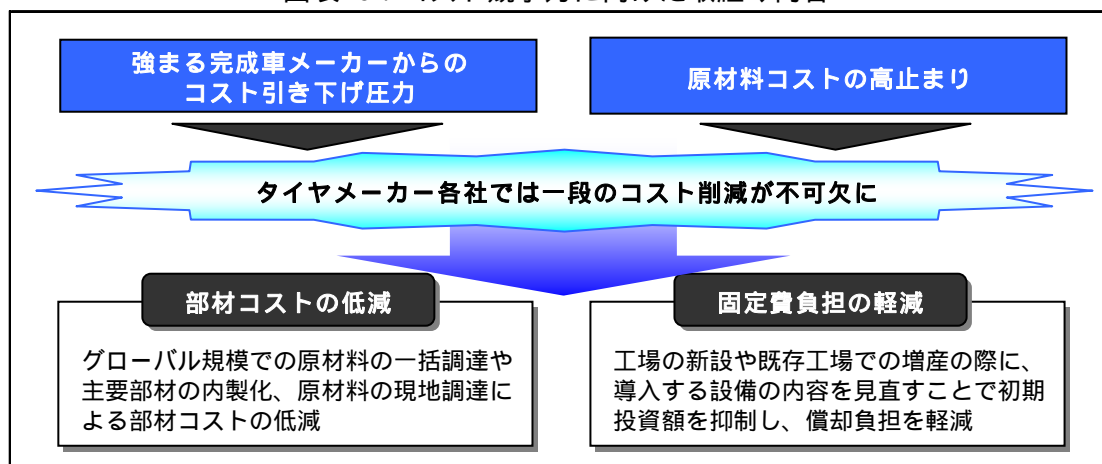 強まる完成車メーカーからの
コスト引き下げ圧力
原材料コストの高止まり
タイヤメーカー各社では一段のコスト削減が不可欠に
部材コストの低減
グローバル規模での原材料の一括調達や
主要部材の内製化、原材料の現地調達に
よる部材コストの低減
固定費負担の軽減
工場の新設や既存工場での増産の際に、
導入する設備の内容を見直すことで初期
投資額を抑制し、償却負担を軽減